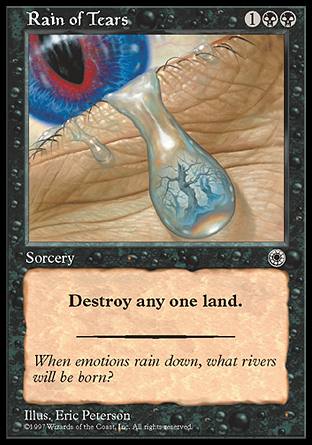 Rain of Tears 1
Sorcery
Destroy any one land.
When emotions rain down, what rivers
will be born?
Illus. Eric Peterson
©1997 Wizards of the Coast, Inc. All rights reserved.